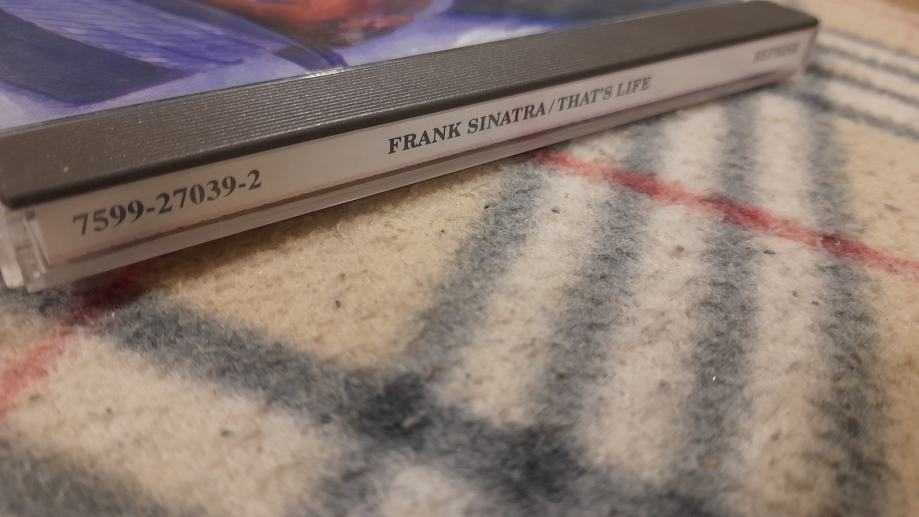 7599-27039-2 FRANK SINATRA/THAT'S LIFE REPRISE